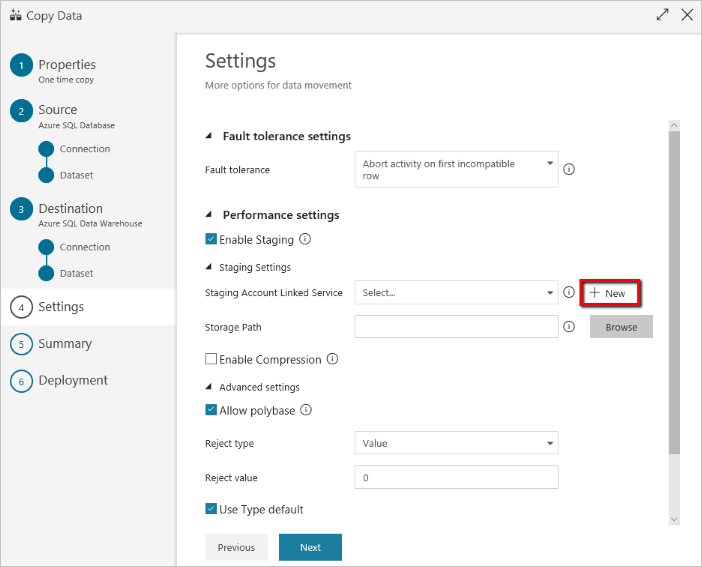 Copy Data
1 Properties
One time copy
2 Source
Azure SQL Database
Connection
Dataset
3 Destination
Azure SQL Data Warehouse
Connection
Dataset
4 Settings
5 Summary
6 Deployment
Settings
More options for data movement
Fault tolerance settings
Fault tolerance Abort activity on first incompatible
row
Performance settings
Enable Staging
Staging Settings
Staging Account Linked Service Select... + New
Storage Path Browse
Enable Compression
Advanced settings
Allow polybase
Reject type Value
Reject value 0
Use Type default
Previous Next